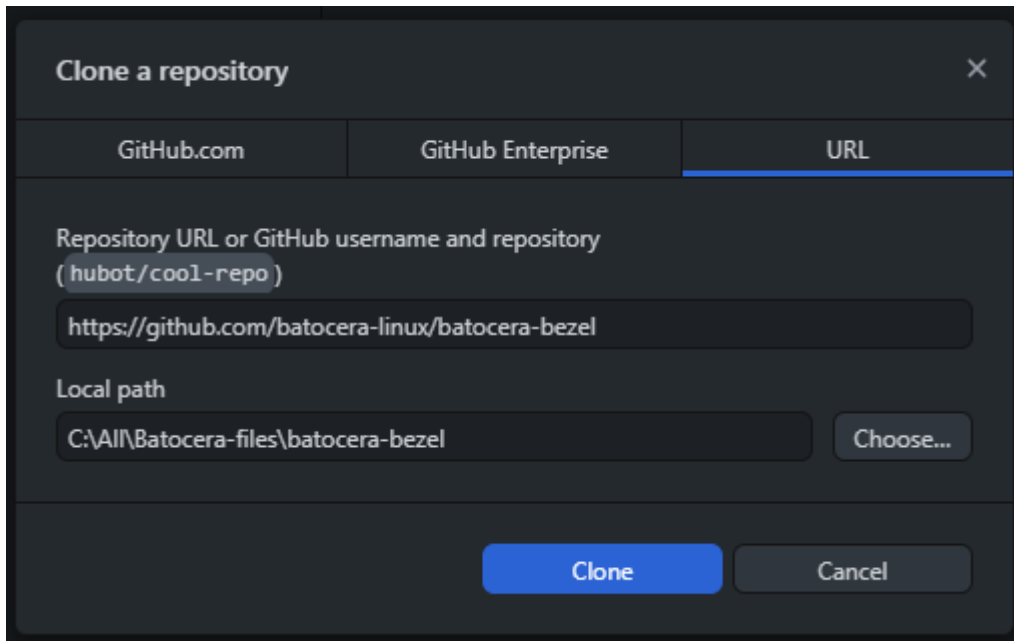 Clone a repository
GitHub.com
GitHub Enterprise
URL
Repository URL or GitHub username and repository
(hubot/cool-repo)
https://github.com/batocera-linux/batocera-bezel
Local path
C:\All\Batocera-files\batocera-bezel
Choose...
Clone
Cancel